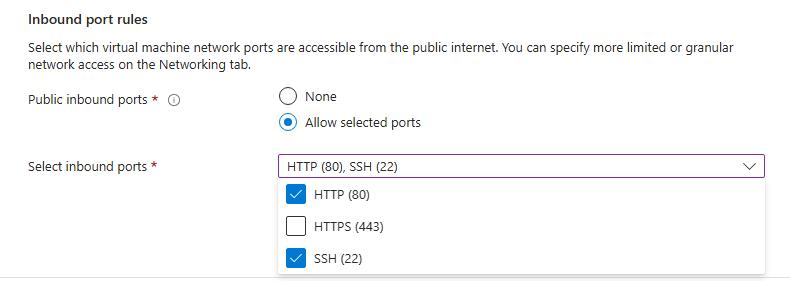 Inbound port rules
Select which virtual machine network ports are accessible from the public internet. You can specify more limited or granular
network access on the Networking tab.
Public inbound ports *
None
Allow selected ports
Select inbound ports *
HTTP (80), SSH (22)
HTTP (80)
HTTPS (443)
SSH (22)